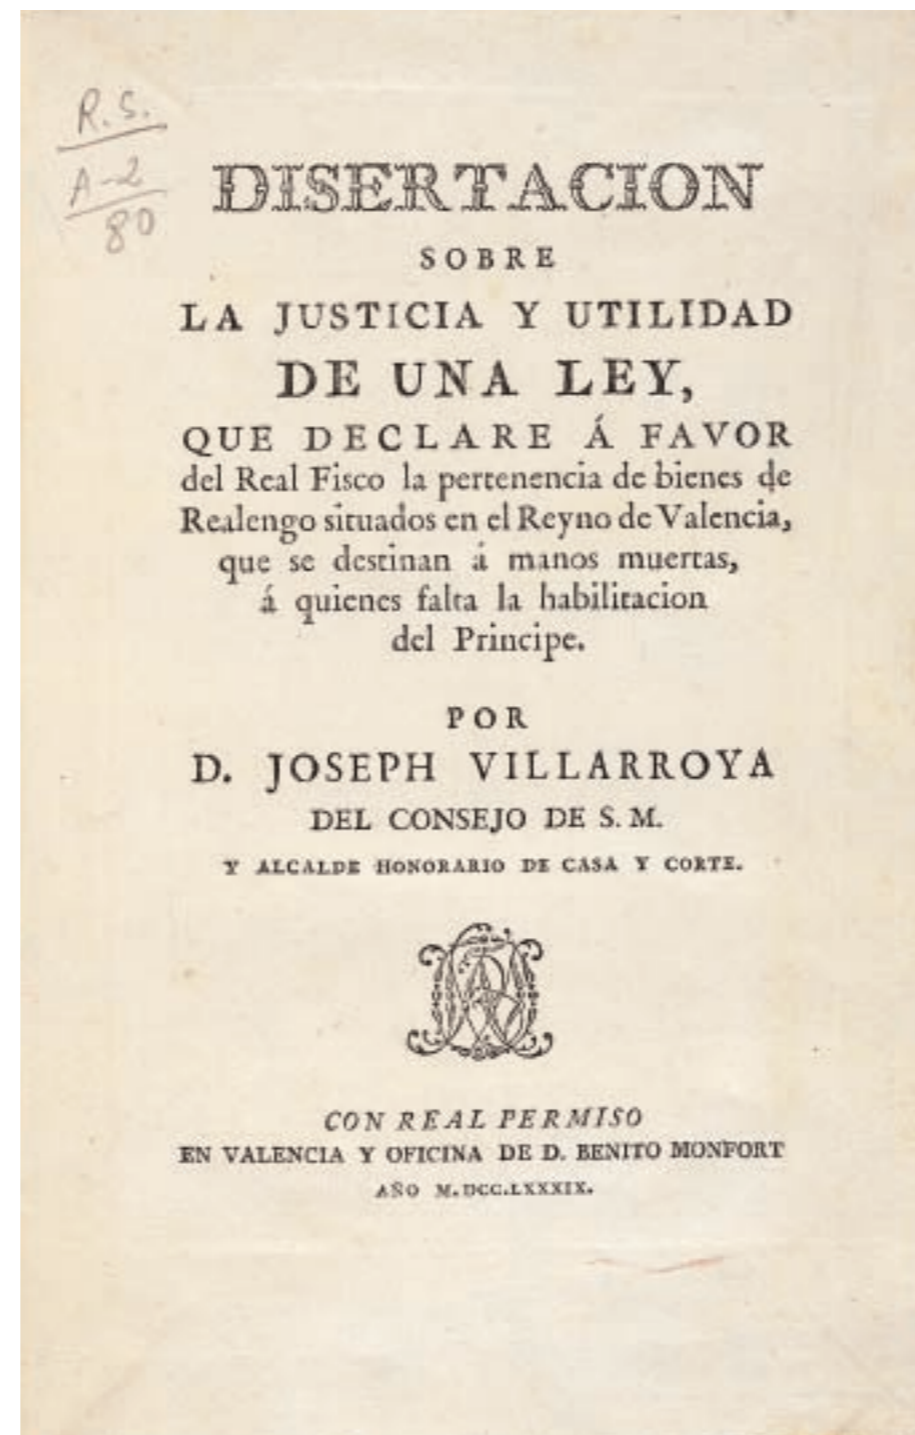 R.S.
A-2
80
DISERTACION
SOBRE
LA JUSTICIA Y UTILIDAD
DE UNA LEY,
QUE DECLARE Á FAVOR
del Real Fisco la pertenencia de bienes de
Realengo situados en el Reyno de Valencia,
que se destinan á manos muertas,
á quienes falta la habilitacion
del Principe.
POR
D. JOSEPH VILLARROYA
DEL CONSEJO DE S. M.
Y ALCALDE HONORARIO DE CASA Y CORTE.
CON REAL PERMISO
EN VALENCIA Y OFICINA DE D. BENITO MONFORT
AÑO M.DCC.LXXXIX.